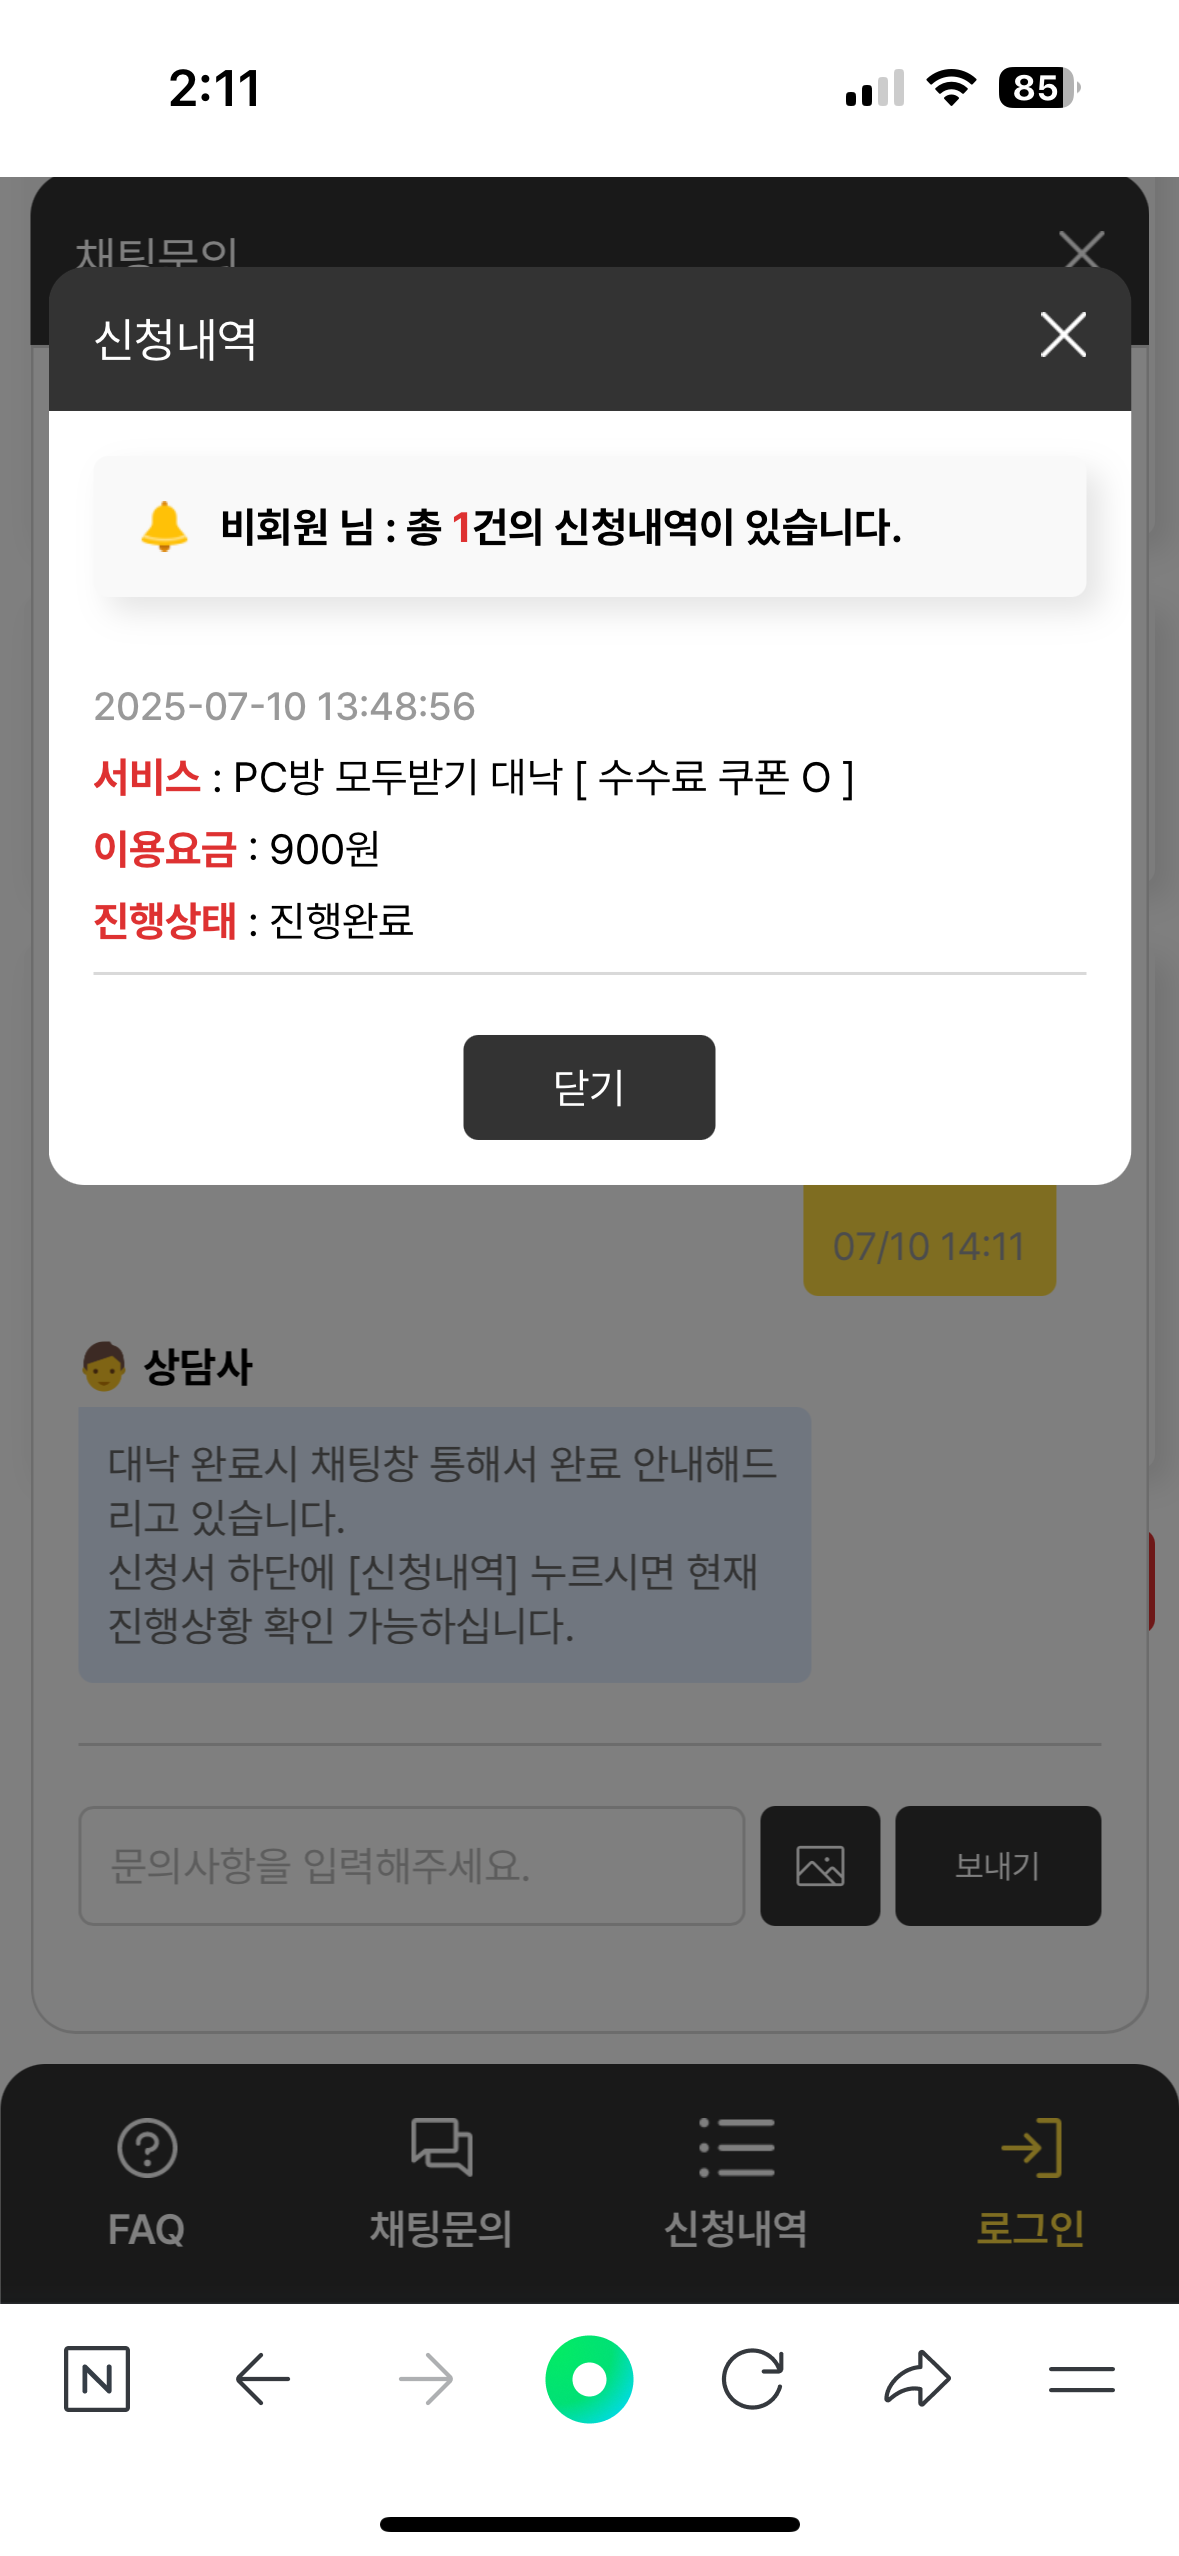 2:11
85
채팅문의
신청내역
비회원 님 : 총 1건의 신청내역이 있습니다.
2025-07-10 13:48:56
서비스 : PC방 모두받기 대낙 [ 수수료 쿠폰 O ]
이용요금 : 900원
진행상태 : 진행완료
닫기
07/10 14:11
상담사
대낙 완료시 채팅창 통해서 완료 안내해드
리고 있습니다.
신청서 하단에 [신청내역] 누르시면 현재
진행상황 확인 가능하십니다.
문의사항을 입력해주세요.
보내기
FAQ
채팅문의
신청내역
로그인
N